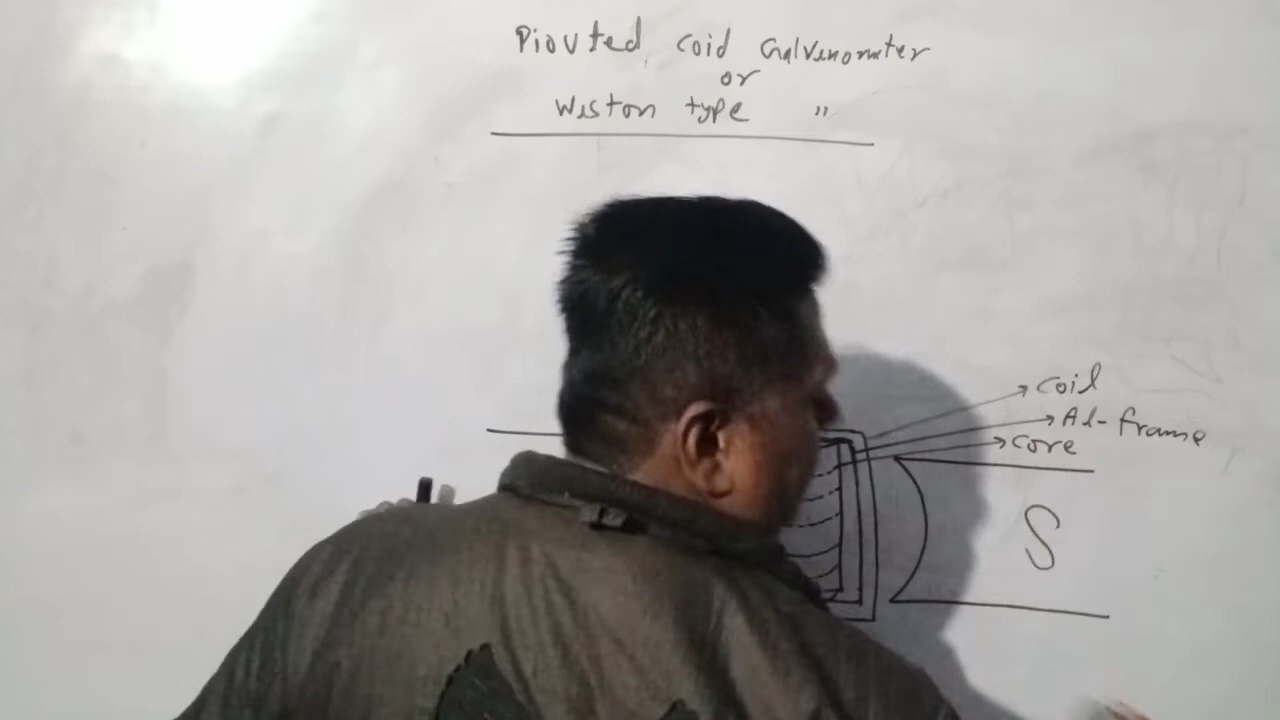 Piovted coid Galvenometer
or
Weston type "
coil
Al-frame
core
S